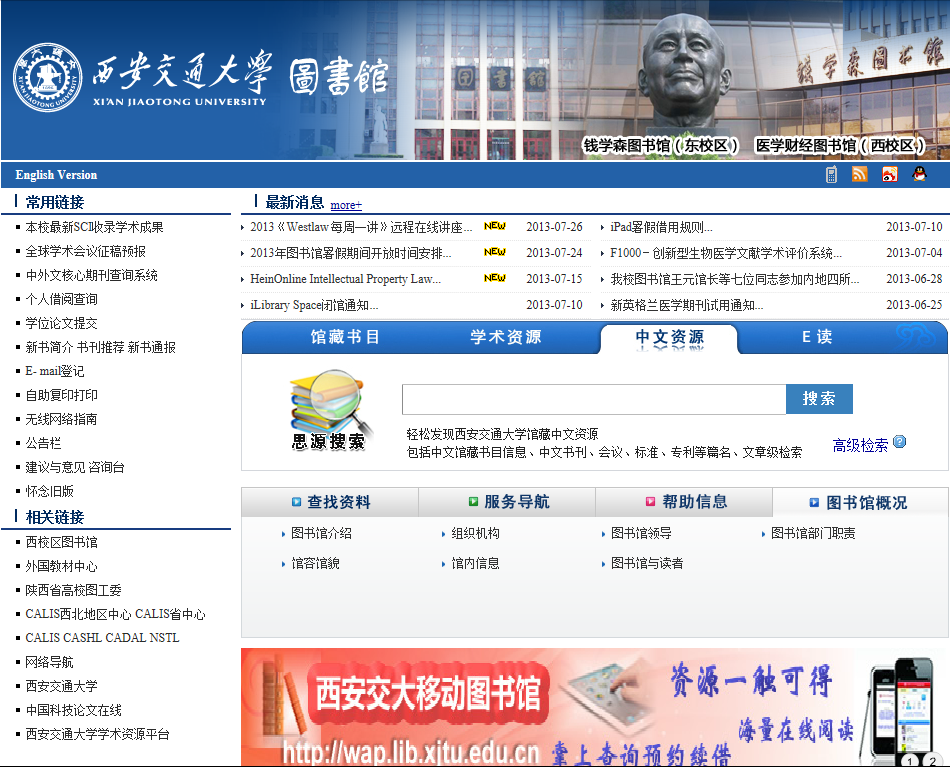 西安交通大学 圖書館
XI'AN JIAOTONG UNIVERSITY
钱学森图书馆
图書館
钱学森图书馆（东校区） 医学财经图书馆（西校区）
English Version
常用链接
本校最新SCI收录学术成果
全球学术会议征稿预报
中外文核心期刊查询系统
个人借阅查询
学位论文提交
新书简介 书刊推荐 新书通报
E- mail登记
自助复印打印
无线网络指南
公告栏
建议与意见 咨询台
怀念旧版
相关链接
西校区图书馆
外国教材中心
陕西省高校图工委
CALIS西北地区中心 CALIS省中心
CALIS CASHL CADAL NSTL
网络导航
西安交通大学
中国科技论文在线
西安交通大学学术资源平台
最新消息 more+
2013《Westlaw每周一讲》远程在线讲座... NEW 2013-07-26
2013年图书馆署假期间开放时间安排... NEW 2013-07-24
HeinOnline Intellectual Property Law... NEW 2013-07-15
iLibrary Space闭馆通知... 2013-07-10
iPad署假借用规则... 2013-07-10
F1000－创新型生物医学文献学术评价系统... 2013-07-04
我校图书馆王元馆长等七位同志参加内地四所... 2013-06-28
新英格兰医学期刊试用通知... 2013-06-25
馆藏书目 学术资源 中文资源 E 读
思源搜索
搜索
轻松发现西安交通大学馆藏中文资源
包括中文馆藏书目信息、中文书刊、会议、标准、专利等篇名、文章级检索
高级检索
查找资料 服务导航 帮助信息 图书馆概况
图书馆介绍 组织机构 图书馆领导 图书馆部门职责
馆容馆貌 馆内信息 图书馆与读者
西安交大移动图书馆
http://wap.lib.xjtu.edu.cn
资源一触可得
海量在线阅读
掌上查询预约续借
1 2